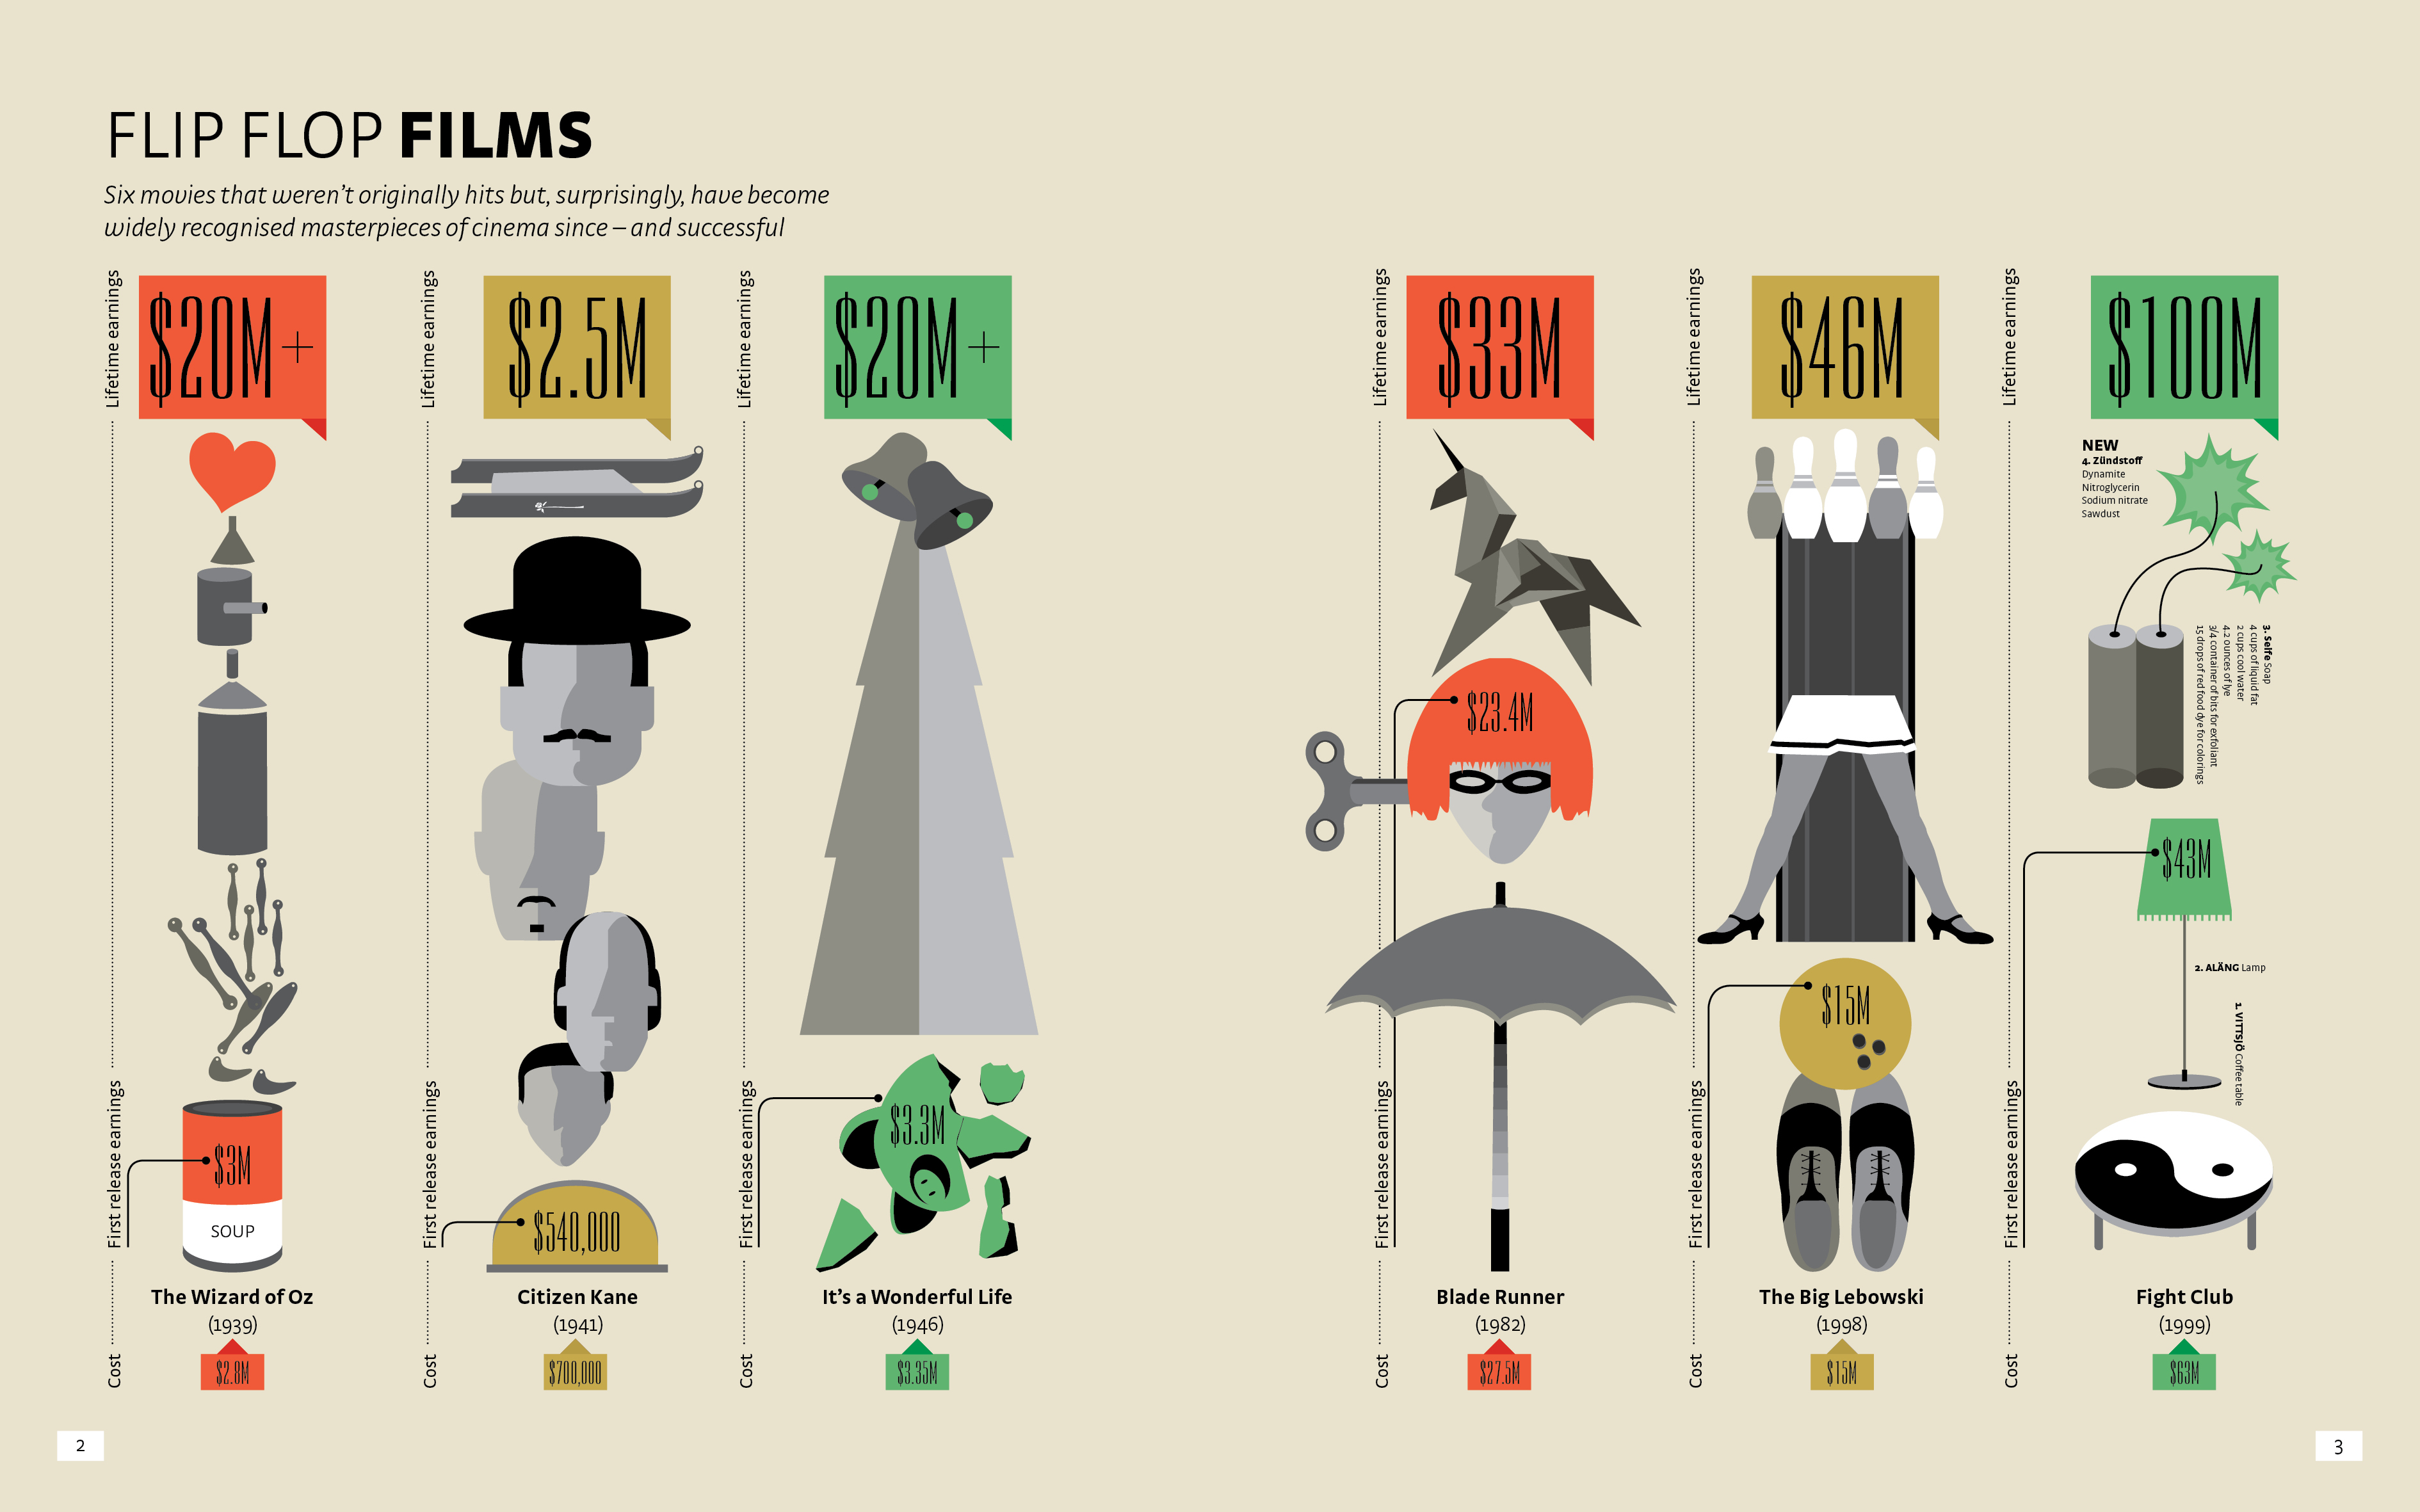 FLIP FLOP FILMS
Six movies that weren't originally hits but, surprisingly, have become
widely recognised masterpieces of cinema since – and successful
Lifetime earnings
$20M+
First release earnings
$3M
SOUP
The Wizard of Oz
(1939)
Cost
$2.8M
Lifetime earnings
$2.5M
First release earnings
$540,000
Citizen Kane
(1941)
Cost
$700,000
Lifetime earnings
$20M+
First release earnings
$3.3M
It's a Wonderful Life
(1946)
Cost
$3.35M
2
Lifetime earnings
$33M
$23.4M
First release earnings
Blade Runner
(1982)
Cost
$27.5M
Lifetime earnings
$46M
First release earnings
$15M
The Big Lebowski
(1998)
Cost
$15M
Lifetime earnings
$100M
NEW
4. Zündstoff
Dynamite
Nitroglycerin
Sodium nitrate
Sawdust
3. Seife Soap
4 cups of liquid fat
2 cups cool water
4.2 ounces of lye
3/4 container of bits for exfoliant
15 drops of red food dye for colorings
$43M
2. ALÄNG Lamp
1. VITTSJÖ Coffee table
First release earnings
Fight Club
(1999)
Cost
$63M
3